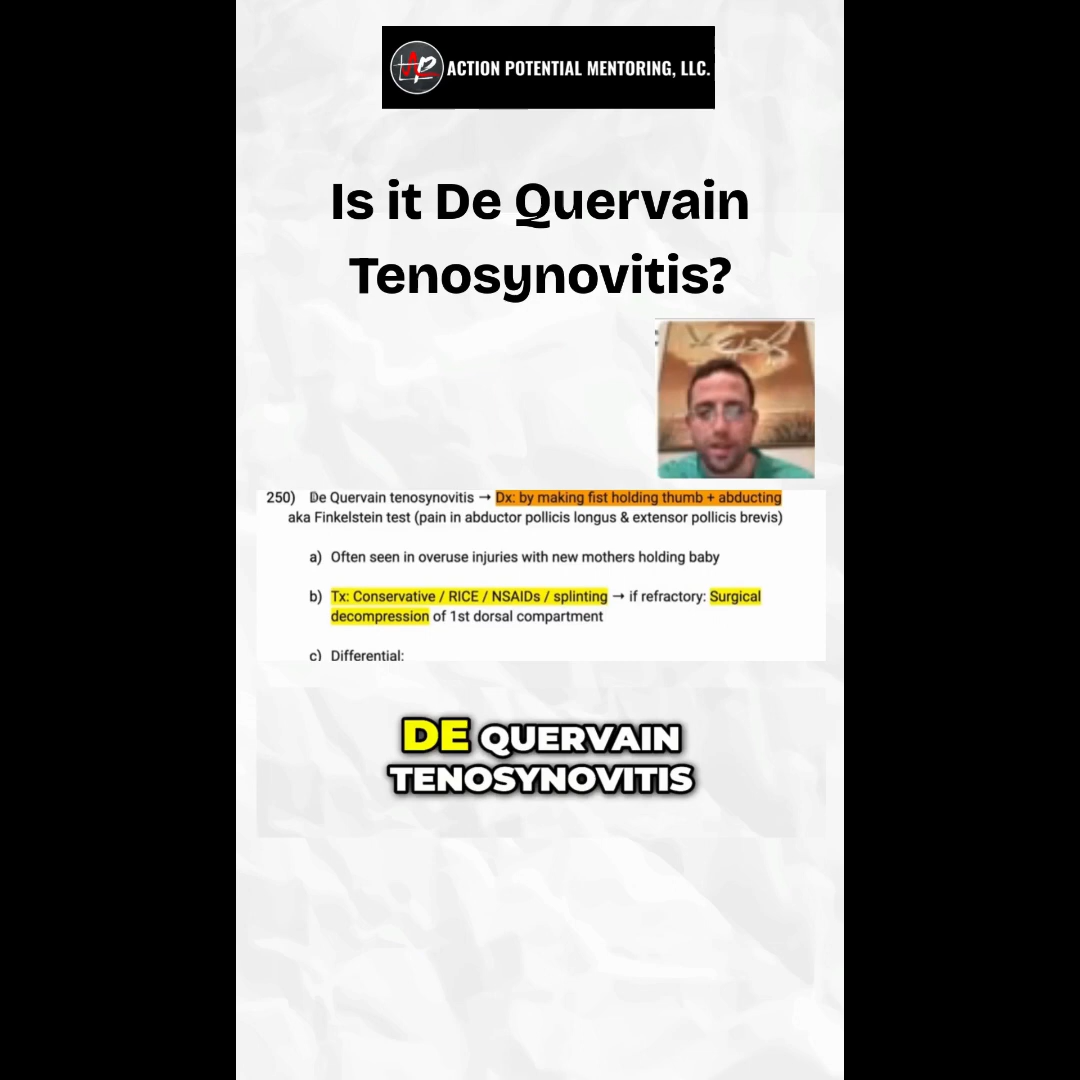 ACTION POTENTIAL MENTORING, LLC.
Is it De Quervain
Tenosynovitis?
250) De Quervain tenosynovitis → Dx: by making fist holding thumb + abducting
aka Finkelstein test (pain in abductor pollicis longus & extensor pollicis brevis)
a) Often seen in overuse injuries with new mothers holding baby
b) Tx: Conservative / RICE / NSAIDs / splinting → if refractory: Surgical
decompression of 1st dorsal compartment
c) Differential:
DE QUERVAIN
TENOSYNOVITIS